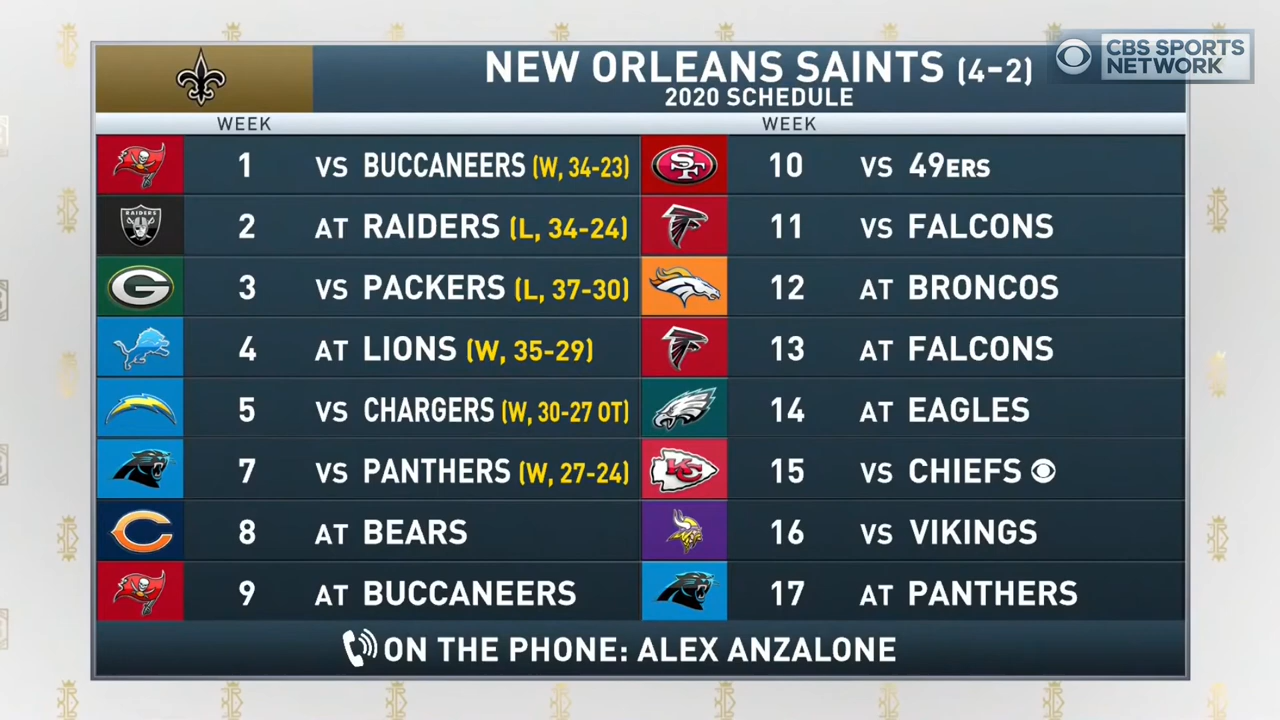 NEW ORLEANS SAINTS (4-2)
CBS SPORTS NETWORK
2020 SCHEDULE
WEEK
WEEK
1 VS BUCCANEERS (W, 34-23)
2 AT RAIDERS (L, 34-24)
3 VS PACKERS (L, 37-30)
4 AT LIONS (W, 35-29)
5 VS CHARGERS (W, 30-27 OT)
7 VS PANTHERS (W, 27-24)
8 AT BEARS
9 AT BUCCANEERS
10 VS 49ERS
11 VS FALCONS
12 AT BRONCOS
13 AT FALCONS
14 AT EAGLES
15 VS CHIEFS
16 VS VIKINGS
17 AT PANTHERS
RAIDERS
G
SF
KC
ON THE PHONE: ALEX ANZALONE